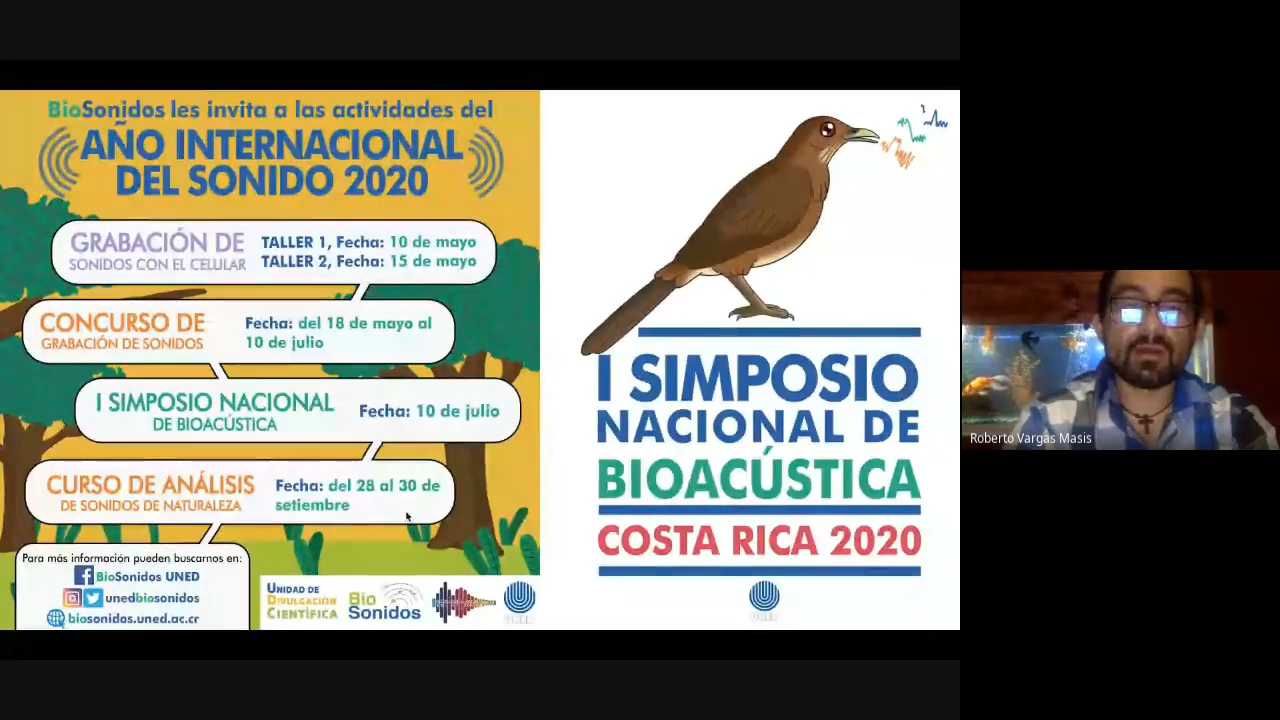 BioSonidos les invita a las actividades del
AÑO INTERNACIONAL
DEL SONIDO 2020
GRABACIÓN DE
SONIDOS CON EL CELULAR
TALLER 1, Fecha: 10 de mayo
TALLER 2, Fecha: 15 de mayo
CONCURSO DE
GRABACIÓN DE SONIDOS
Fecha: del 18 de mayo al
10 de julio
I SIMPOSIO NACIONAL
DE BIOACÚSTICA
Fecha: 10 de julio
CURSO DE ANÁLISIS
DE SONIDOS DE NATURALEZA
Fecha: del 28 al 30 de
setiembre
Para más información pueden buscarnos en:
BioSonidos UNED
unedbiosonidos
biosonidos.uned.ac.cr
UNIDAD DE
DIVULGACIÓN
CIENTÍFICA
Bio
Sonidos
UNED
I SIMPOSIO
NACIONAL DE
BIOACÚSTICA
COSTA RICA 2020
UNED
Roberto Vargas Masis